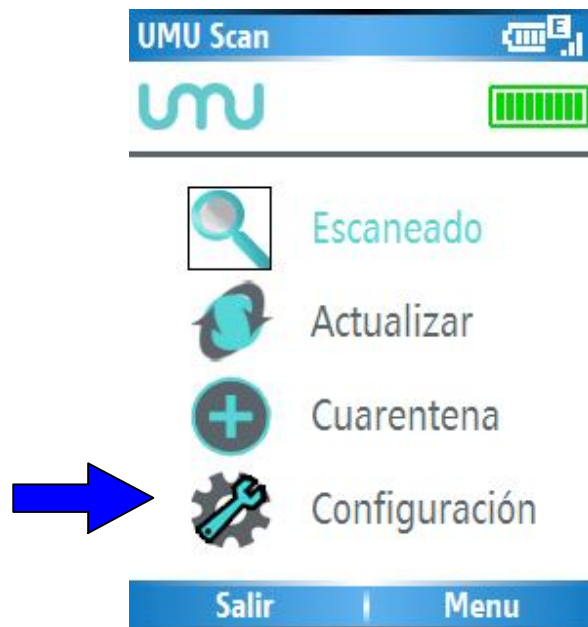 UMU Scan
E
umu
Escaneado
Actualizar
Cuarentena
Configuración
Salir Menu